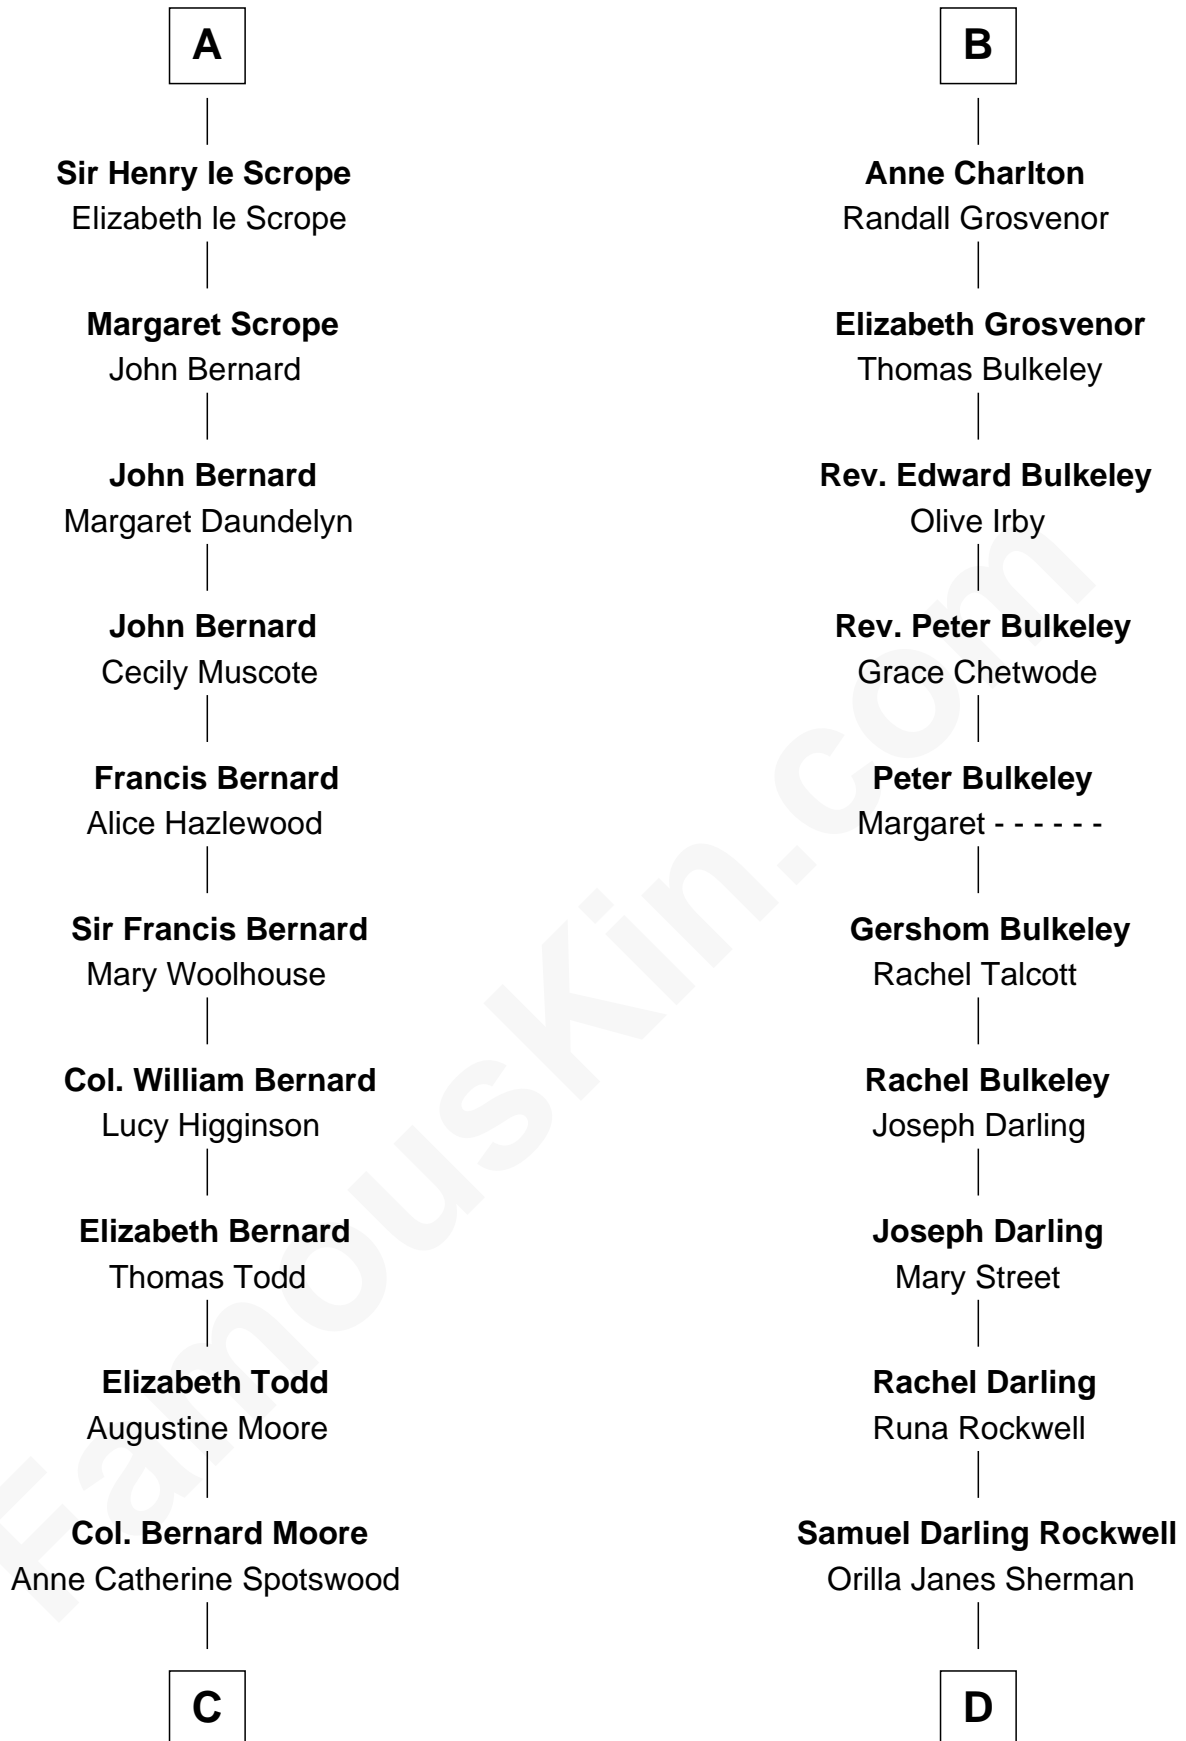 A
Sir Henry le Scrope
Elizabeth le Scrope
Margaret Scrope
John Bernard
John Bernard
Margaret Daundelyn
John Bernard
Cecily Muscote
Francis Bernard
Alice Hazlewood
Sir Francis Bernard
Mary Woolhouse
Col. William Bernard
Lucy Higginson
Elizabeth Bernard
Thomas Todd
Elizabeth Todd
Augustine Moore
Col. Bernard Moore
Anne Catherine Spotswood
C
B
Anne Charlton
Randall Grosvenor
Elizabeth Grosvenor
Thomas Bulkeley
Rev. Edward Bulkeley
Olive Irby
Rev. Peter Bulkeley
Grace Chetwode
Peter Bulkeley
Margaret - - - - - -
Gershom Bulkeley
Rachel Talcott
Rachel Bulkeley
Joseph Darling
Joseph Darling
Mary Street
Rachel Darling
Runa Rockwell
Samuel Darling Rockwell
Orilla Janes Sherman
D
FamousKin.com